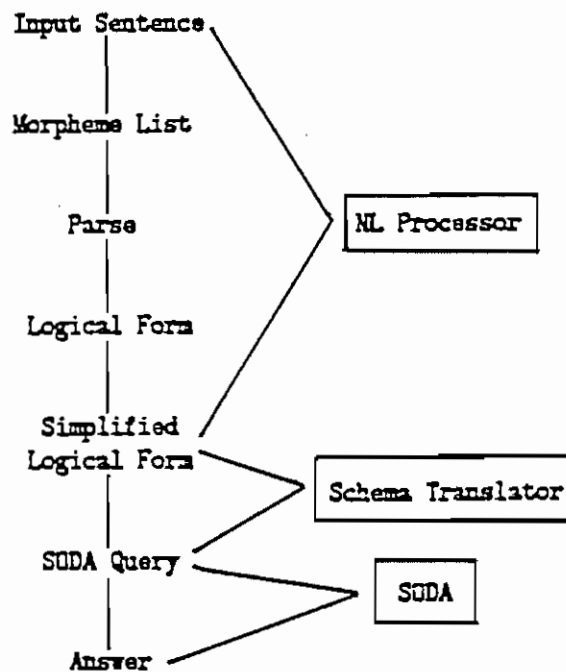 Input Sentence
Morpheme List
Parse
NL Processor
Logical Form
Simplified
Logical Form
Schema Translator
SODA Query
SODA
Answer